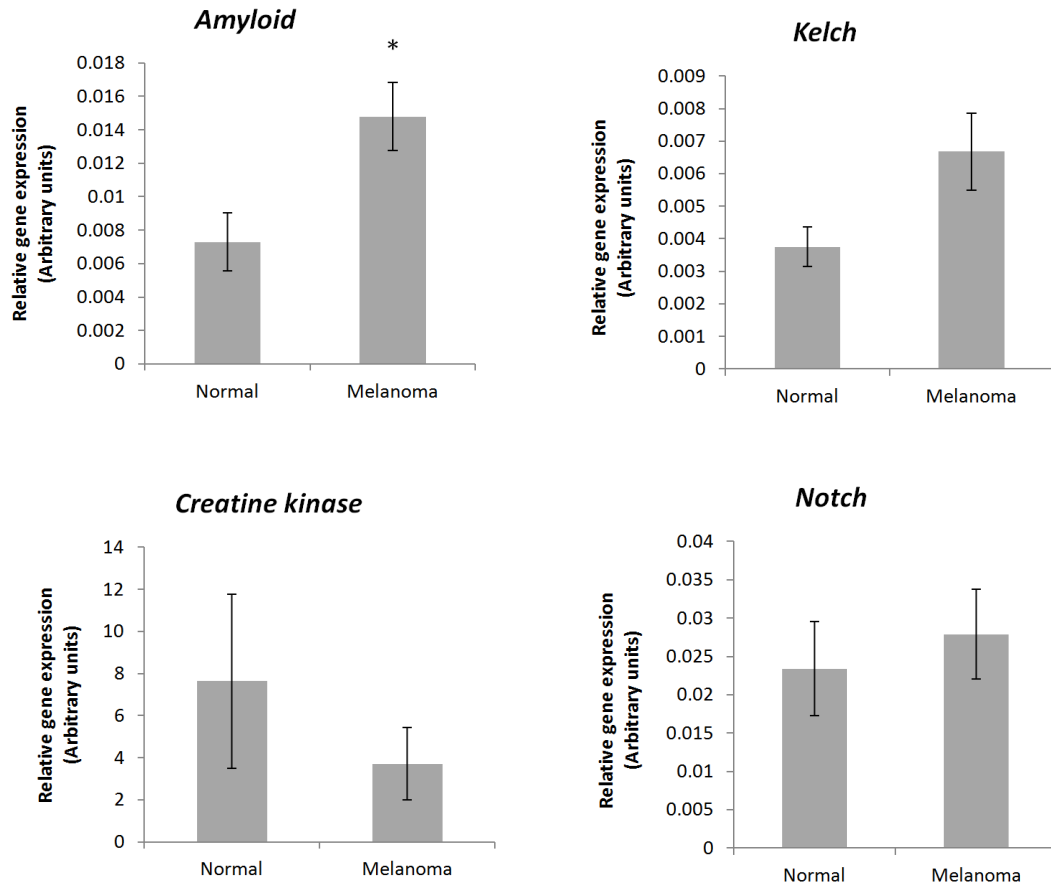 Amyloid
*
Relative gene expression
(Arbitrary units)
0.018
0.016
0.014
0.012
0.01
0.008
0.006
0.004
0.002
0
Normal Melanoma
Kelch
Relative gene expression
(Arbitrary units)
0.009
0.008
0.007
0.006
0.005
0.004
0.003
0.002
0.001
0
Normal Melanoma
Creatine kinase
Relative gene expression
(Arbitrary units)
14
12
10
8
6
4
2
0
Normal Melanoma
Notch
Relative gene expression
(Arbitrary units)
0.04
0.035
0.03
0.025
0.02
0.015
0.01
0.005
0
Normal Melanoma